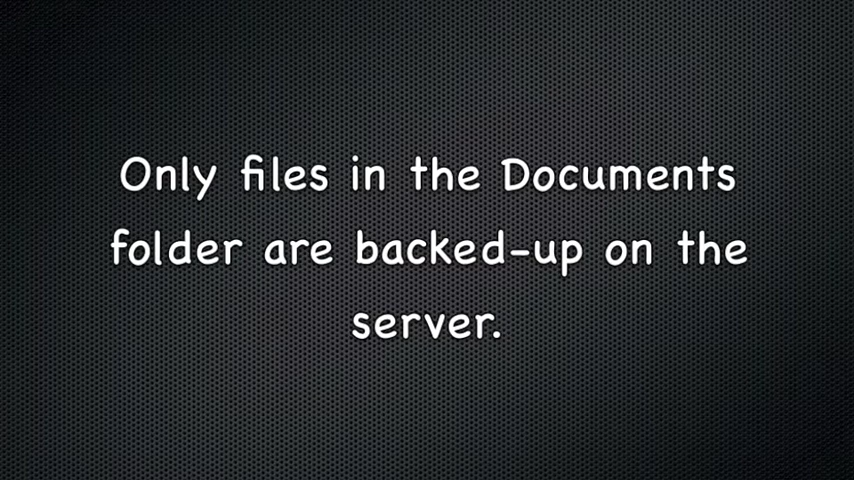 Only files in the Documents
folder are backed-up on the
server.